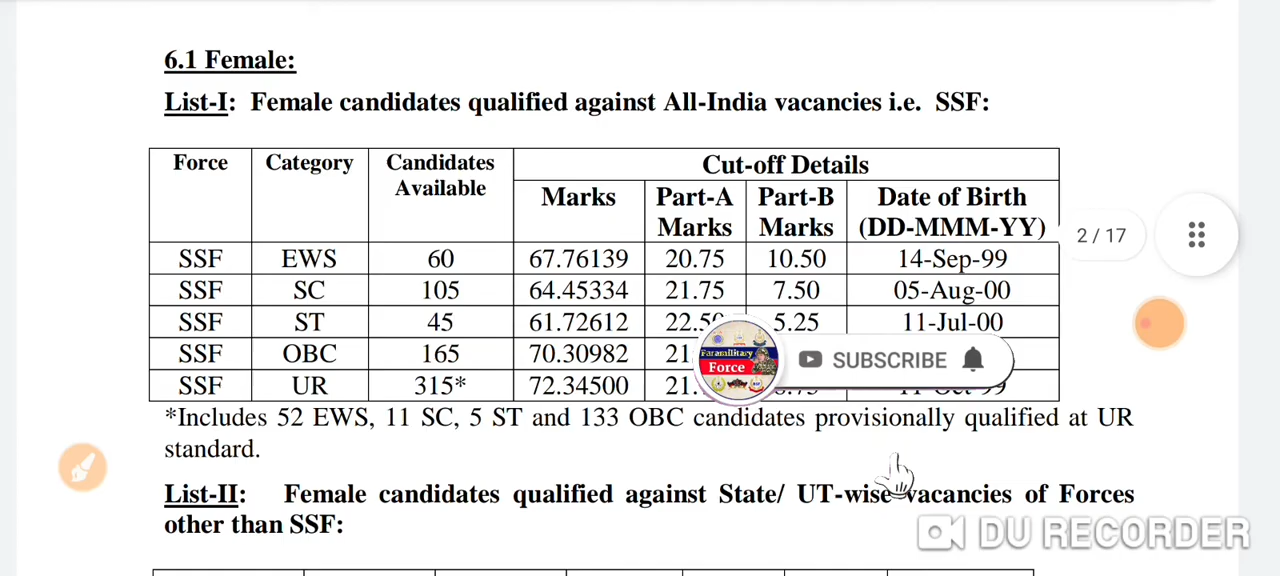 6.1 Female:
List-I: Female candidates qualified against All-India vacancies i.e. SSF:
Force Category Candidates Available Cut-off Details
Marks Part-A Marks Part-B Marks Date of Birth (DD-MMM-YY)
2 / 17
SSF EWS 60 67.76139 20.75 10.50 14-Sep-99
SSF SC 105 64.45334 21.75 7.50 05-Aug-00
SSF ST 45 61.72612 22.50 5.25 11-Jul-00
SSF OBC 165 70.30982
SSF UR 315* 72.34500
Paramilitary
Force
SUBSCRIBE
*Includes 52 EWS, 11 SC, 5 ST and 133 OBC candidates provisionally qualified at UR
standard.
List-II: Female candidates qualified against State/ UT-wise vacancies of Forces
other than SSF:
DU RECORDER